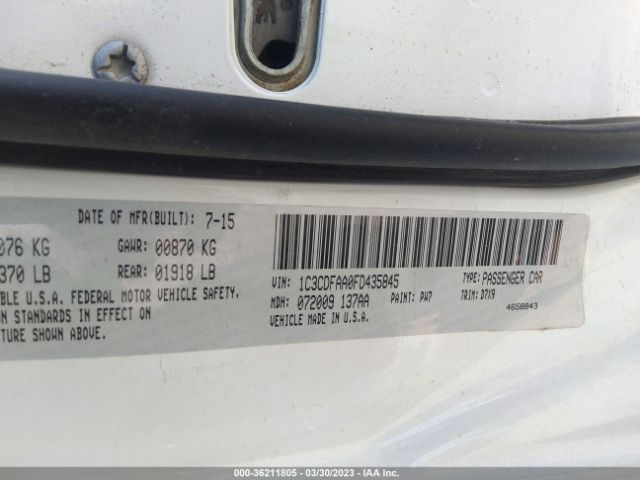 DATE OF MFR(BUILT): 7-15
076 KG GAWR: 00870 KG
370 LB REAR: 01918 LB
BLE U.S.A. FEDERAL MOTOR VEHICLE SAFETY,
ON STANDARDS IN EFFECT ON
TURE SHOWN ABOVE.
VIN: 1C3CDFAA0FD435845 TYPE: PASSENGER CAR
MDH: 072009 137AA PAINT: PW7 TRIM: D7X9
VEHICLE MADE IN U.S.A. 4658843
000-36211805 - 03/30/2023 - IAA Inc.